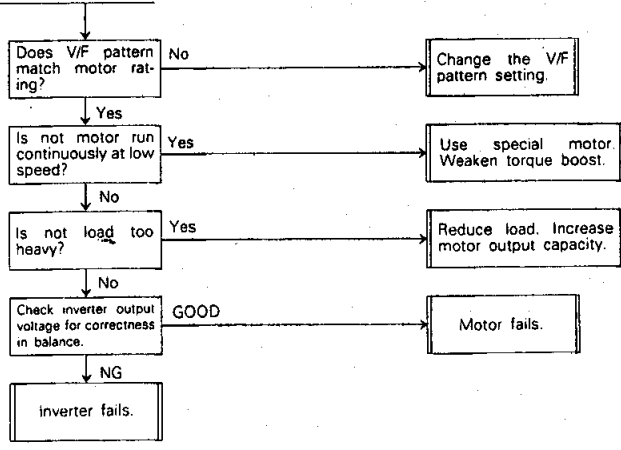 Does V/F pattern
match motor rat-
ing?
No
Change the V/F
pattern setting.
Yes
Is not motor run
continuously at low
speed?
Yes
Use special motor.
Weaken torque boost.
No
Is not load too
heavy?
Yes
Reduce load. Increase
motor output capacity.
No
Check inverter output
voltage for correctness
in balance.
GOOD
Motor fails.
NG
Inverter fails.